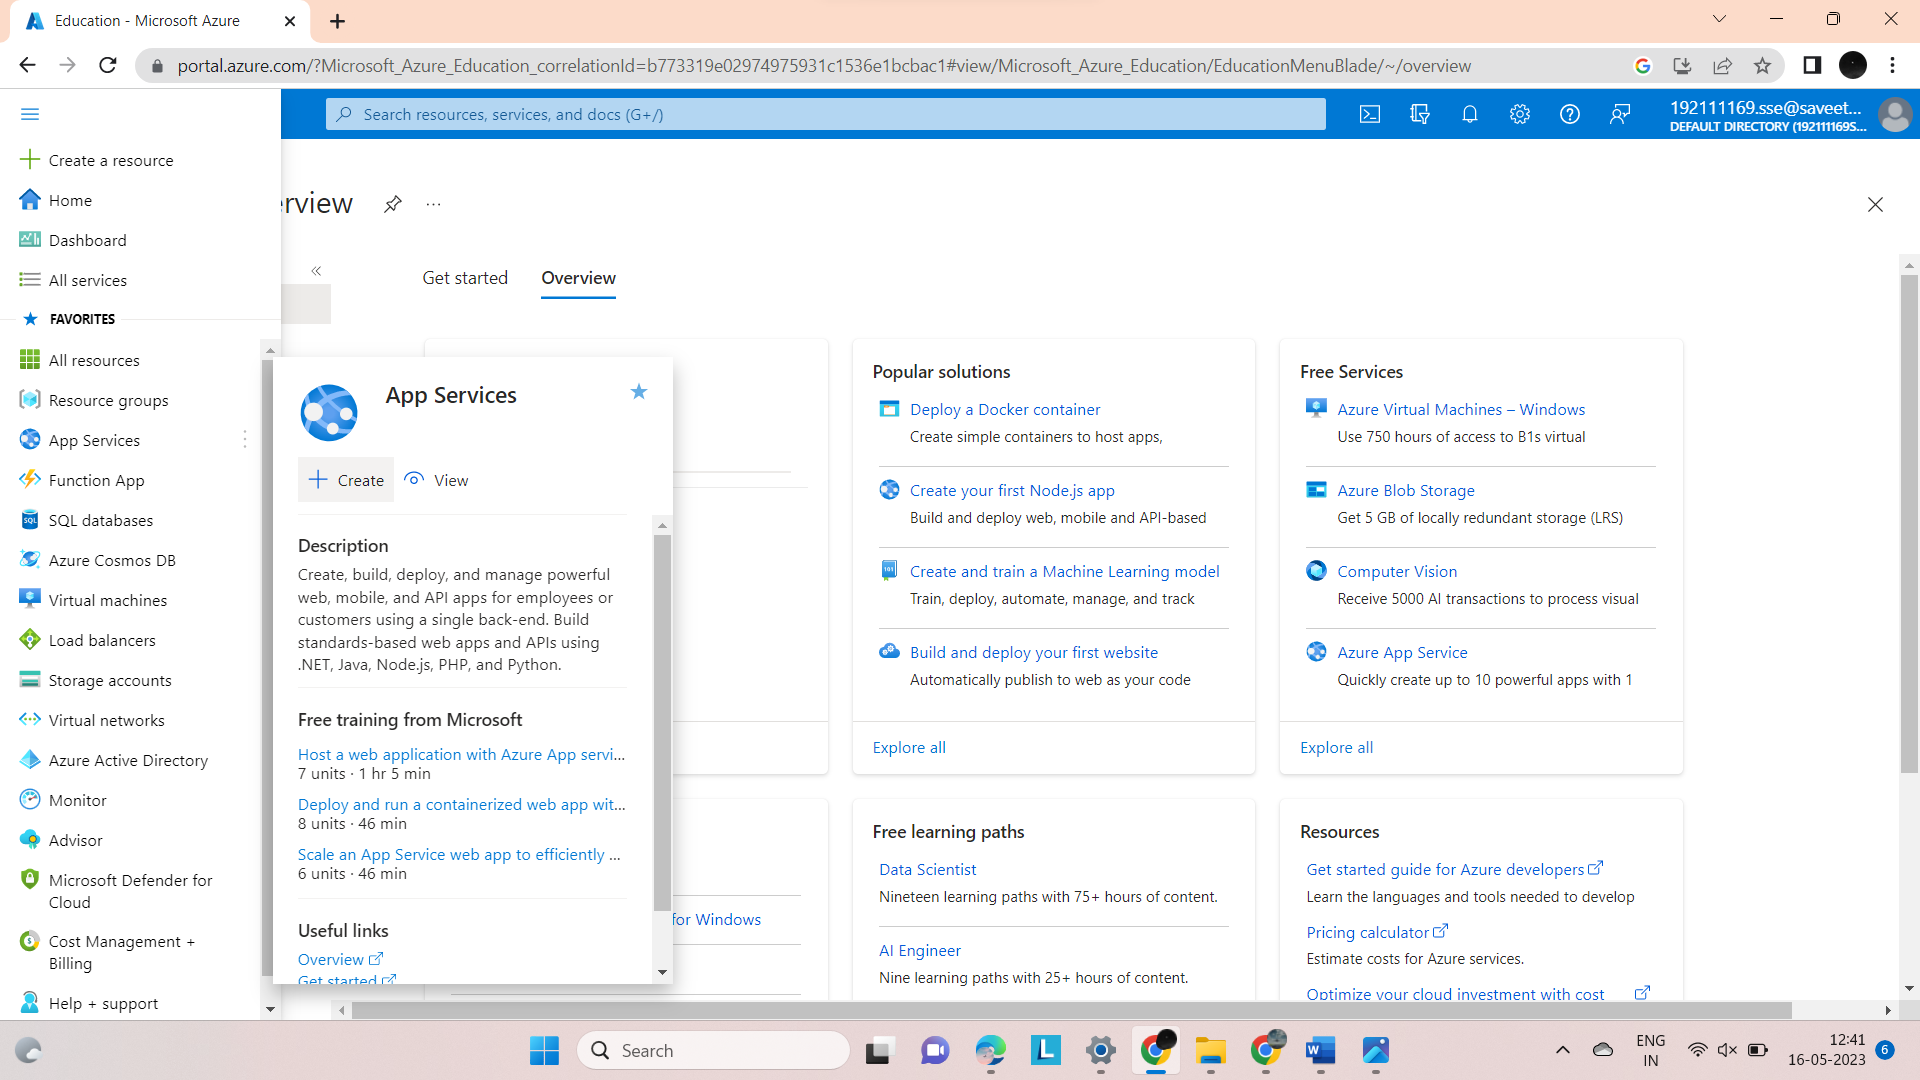 Education - Microsoft Azure
portal.azure.com/?Microsoft_Azure_Education_correlationId=b773319e02974975931c1536e1bcbac1#view/Microsoft_Azure_Education/EducationMenuBlade/~/overview
Search resources, services, and docs (G+/)
192111169.sse@saveet...
DEFAULT DIRECTORY (192111169S...
Create a resource
Home
Dashboard
All services
FAVORITES
All resources
Resource groups
App Services
Function App
SQL databases
Azure Cosmos DB
Virtual machines
Load balancers
Storage accounts
Virtual networks
Azure Active Directory
Monitor
Advisor
Microsoft Defender for
Cloud
Cost Management +
Billing
Help + support
erview
...
Get started
Overview
App Services
Create
View
Description
Create, build, deploy, and manage powerful
web, mobile, and API apps for employees or
customers using a single back-end. Build
standards-based web apps and APIs using
.NET, Java, Node.js, PHP, and Python.
Free training from Microsoft
Host a web application with Azure App servi...
7 units · 1 hr 5 min
Deploy and run a containerized web app wit...
8 units · 46 min
Scale an App Service web app to efficiently ...
6 units · 46 min
Useful links
Overview
Get started
for Windows
Popular solutions
Deploy a Docker container
Create simple containers to host apps,
Create your first Node.js app
Build and deploy web, mobile and API-based
Create and train a Machine Learning model
Train, deploy, automate, manage, and track
Build and deploy your first website
Automatically publish to web as your code
Explore all
Free Services
Azure Virtual Machines – Windows
Use 750 hours of access to B1s virtual
Azure Blob Storage
Get 5 GB of locally redundant storage (LRS)
Computer Vision
Receive 5000 AI transactions to process visual
Azure App Service
Quickly create up to 10 powerful apps with 1
Explore all
Free learning paths
Data Scientist
Nineteen learning paths with 75+ hours of content.
AI Engineer
Nine learning paths with 25+ hours of content.
Resources
Get started guide for Azure developers
Learn the languages and tools needed to develop
Pricing calculator
Estimate costs for Azure services.
Optimize your cloud investment with cost
Search
ENG
IN
12:41
16-05-2023
6